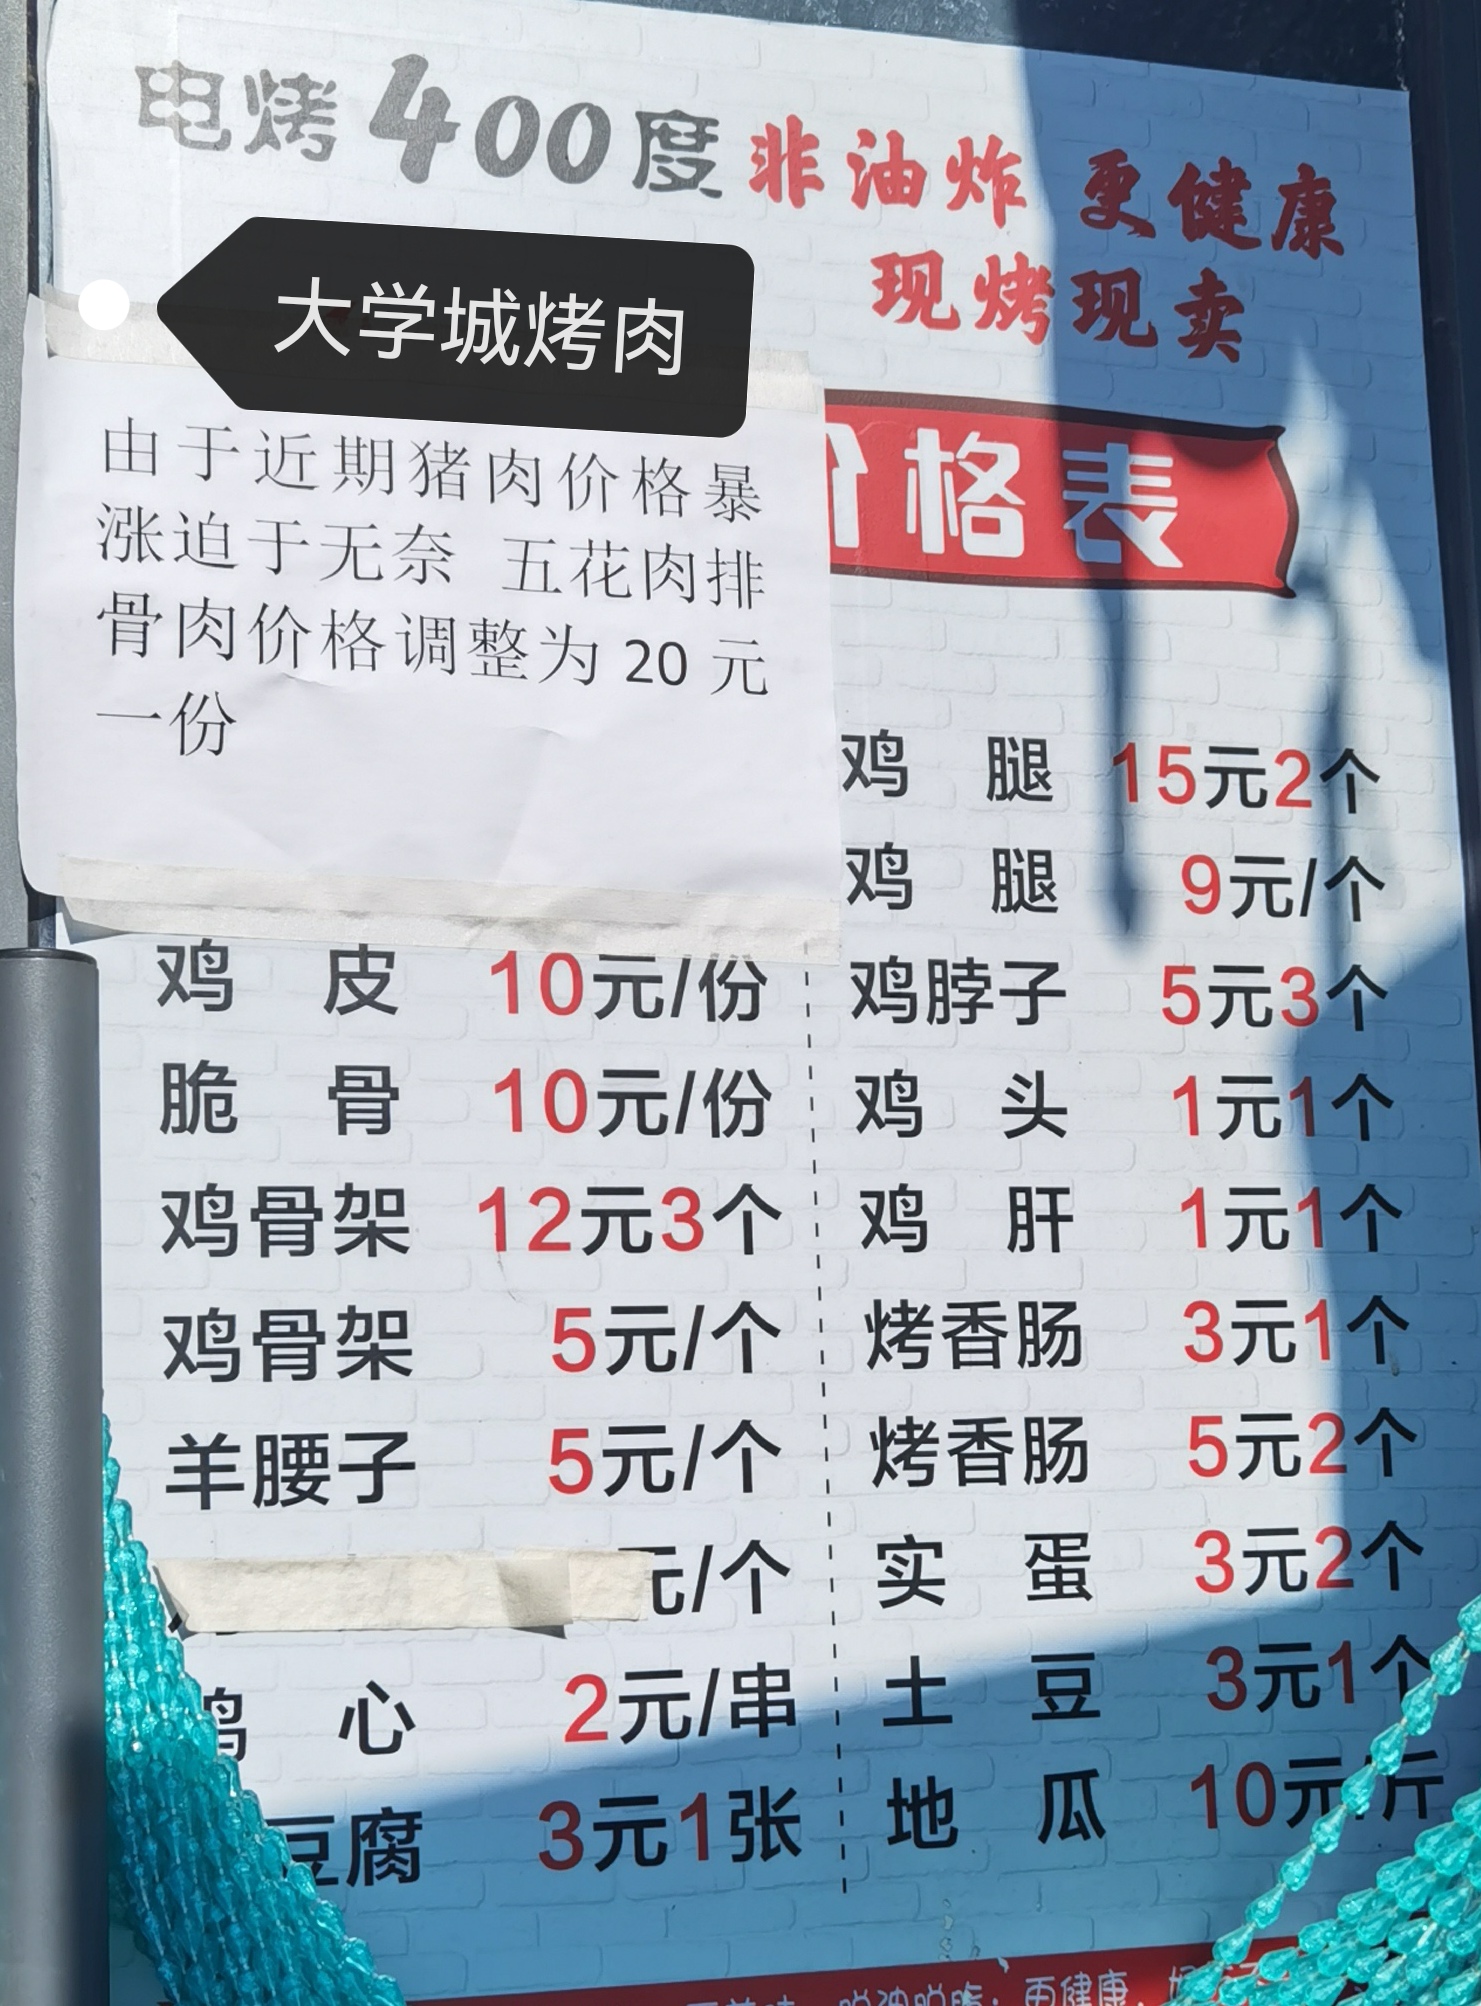 电烤400度 非油炸 更健康
现烤现卖
大学城烤肉
由于近期猪肉价格暴
涨迫于无奈 五花肉排
骨肉价格调整为 20 元
一份
格表
鸡皮 10元/份
脆骨 10元/份
鸡骨架 12元3个
鸡骨架 5元/个
羊腰子 5元/个
元/个
鸡心 2元/串
豆腐 3元1张
鸡腿 15元2个
鸡腿 9元/个
鸡脖子 5元3个
鸡头 1元1个
鸡肝 1元1个
烤香肠 3元1个
烤香肠 5元2个
实蛋 3元2个
土豆 3元1个
地瓜 10元/斤
更健康